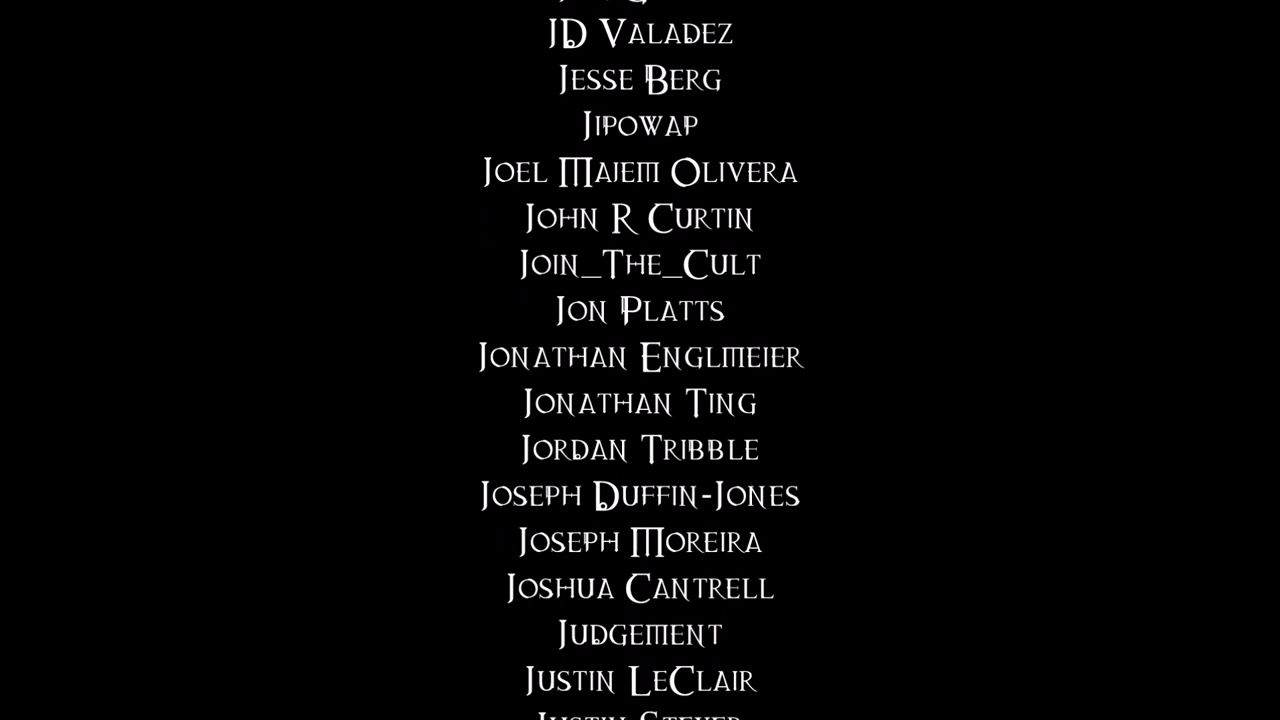 JD Valadez
Jesse Berg
Jipowap
Joel Majem Olivera
John R Curtin
Join_The_Cult
Jon Platts
Jonathan Englmeier
Jonathan Ting
Jordan Tribble
Joseph Duffin-Jones
Joseph Moreira
Joshua Cantrell
Judgement
Justin LeClair
Justin